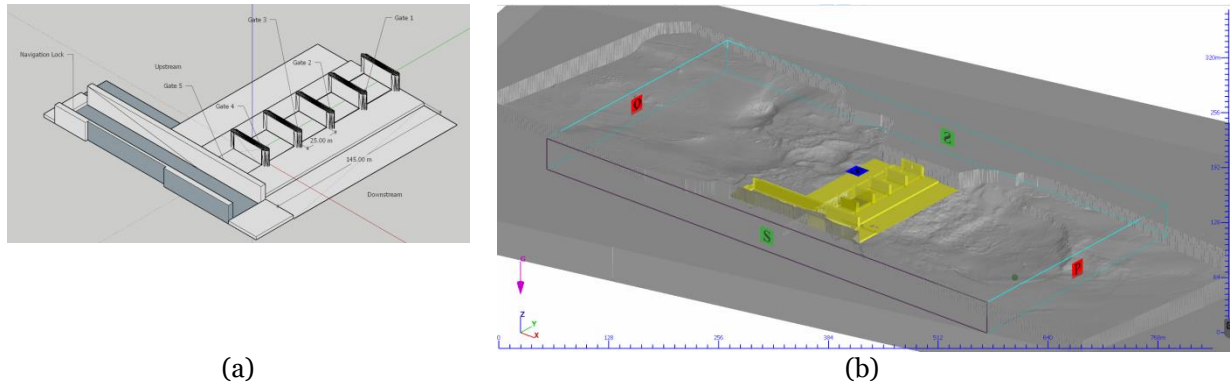 Gate 3
Gate 1
Navigation Lock
Upstream
Gate 2
Gate 5
Gate 4
25.00 m
145.00 m
Downstream
(a)
320m
256
192
128
64
0
Q
S
S
P
G
Z
Y
X
0
128
256
384
512
640
768m
(b)